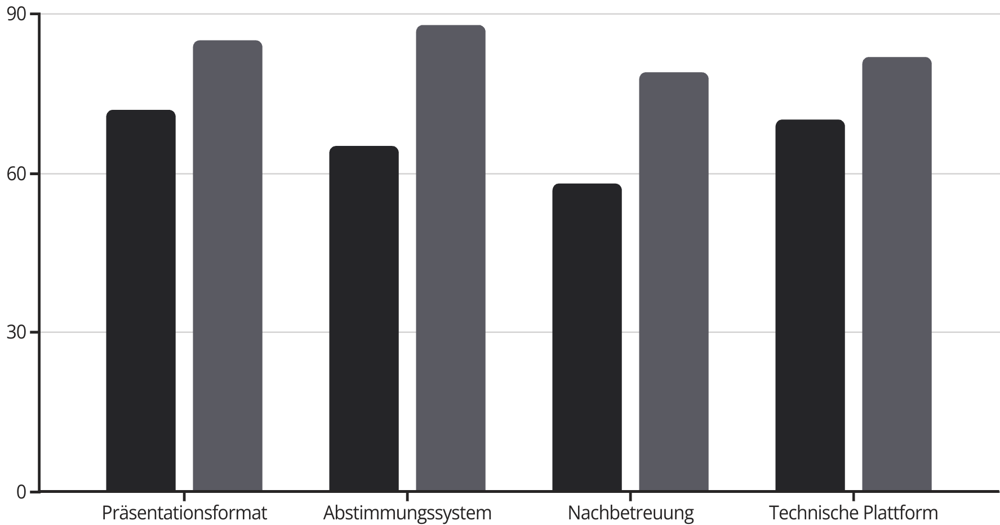 90
60
30
0
Präsentationsformat
Abstimmungssystem
Nachbetreuung
Technische Plattform